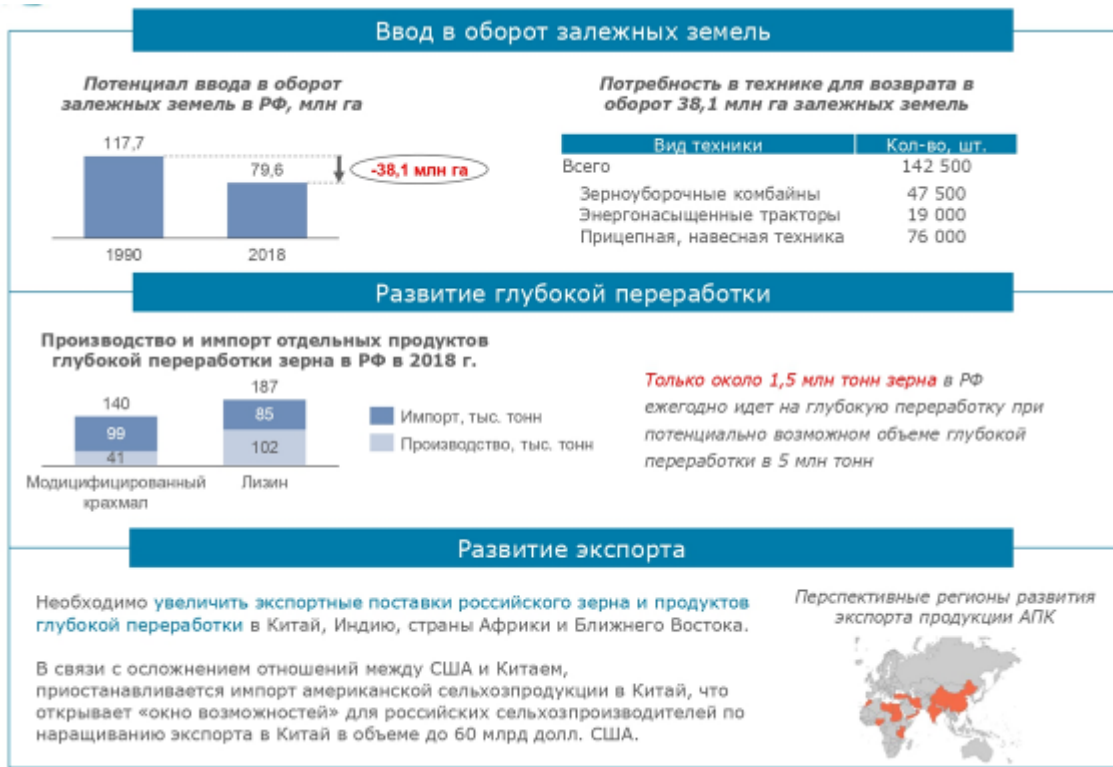 Ввод в оборот залежных земель
Потенциал ввода в оборот
залежных земель в РФ, млн га
117,7
79,6
-38,1 млн га
1990
2018
Потребность в технике для возврата в
оборот 38,1 млн га залежных земель
Вид техники Кол-во, шт.
Всего 142 500
Зерноуборочные комбайны 47 500
Энергонасыщенные тракторы 19 000
Прицепная, навесная техника 76 000
Развитие глубокой переработки
Производство и импорт отдельных продуктов
глубокой переработки зерна в РФ в 2018 г.
140
99
41
187
85
102
Модицифицированный
крахмал
Лизин
Импорт, тыс. тонн
Производство, тыс. тонн
Только около 1,5 млн тонн зерна в РФ
ежегодно идет на глубокую переработку при
потенциально возможном объеме глубокой
переработки в 5 млн тонн
Развитие экспорта
Необходимо увеличить экспортные поставки российского зерна и продуктов
глубокой переработки в Китай, Индию, страны Африки и Ближнего Востока.
В связи с осложнением отношений между США и Китаем,
приостанавливается импорт американской сельхозпродукции в Китай, что
открывает «окно возможностей» для российских сельхозпроизводителей по
наращиванию экспорта в Китай в объеме до 60 млрд долл. США.
Перспективные регионы развития
экспорта продукции АПК